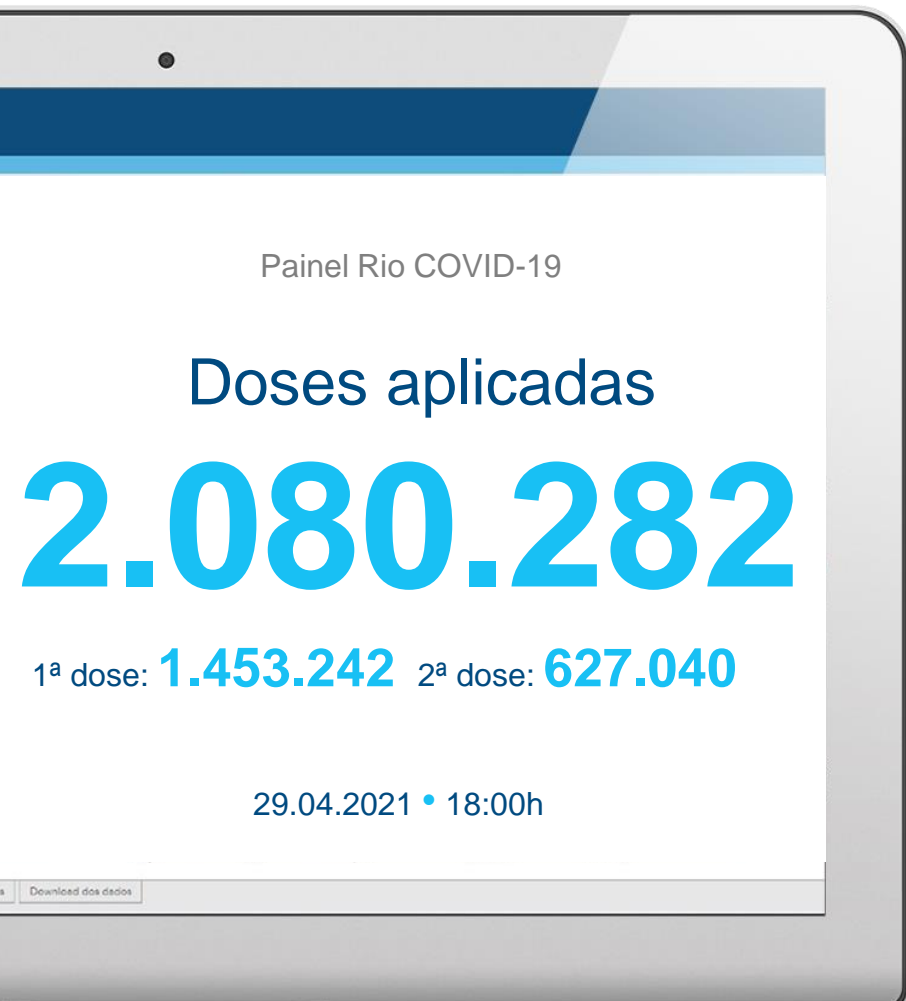 Painel Rio COVID-19
Doses aplicadas
2.080.282
1ª dose: 1.453.242 2ª dose: 627.040
29.04.2021 • 18:00h
Download dos dados